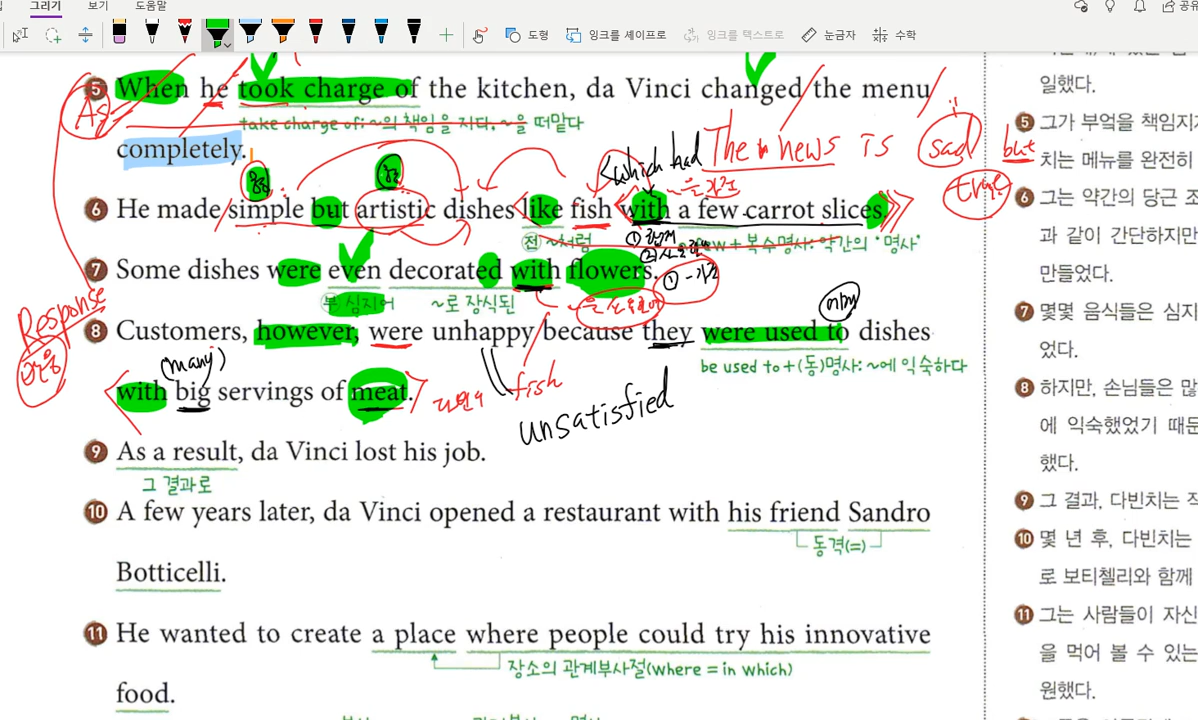 그리기 보기 도움말
도형 잉크를 셰이프로 잉크를 텍스트로 눈금자 수학
❺ When he took charge of the kitchen, da Vinci changed the menu
As
take charge of: ~의 책임을 지다, ~을 떠맡다
completely.
which had The news is sad but
true
❻ He made simple but artistic dishes like fish with a few carrot slices.
전 ~처럼
a few + 복수명사: 약간의 '명사'
❼ Some dishes were even decorated with flowers.
부 심지어 ~로 장식된
Response
❽ Customers, however, were unhappy because they were used to dishes
be used to+(동)명사: ~에 익숙하다
(many)
with big servings of meat.
fish
unsatisfied
❾ As a result, da Vinci lost his job.
그 결과로
❿ A few years later, da Vinci opened a restaurant with his friend Sandro
동격(=)
Botticelli.
⓫ He wanted to create a place where people could try his innovative
장소의 관계부사절(where = in which)
food.
일했다.
❺ 그가 부엌을 책임지
치는 메뉴를 완전히
❻ 그는 약간의 당근 조
과 같이 간단하지만
만들었다.
❼ 몇몇 음식들은 심지
었다.
❽ 하지만, 손님들은 많
에 익숙했었기 때문
했다.
❾ 그 결과, 다빈치는 직
❿ 몇 년 후, 다빈치는
로 보티첼리와 함께
⓫ 그는 사람들이 자신
을 먹어 볼 수 있는
원했다.